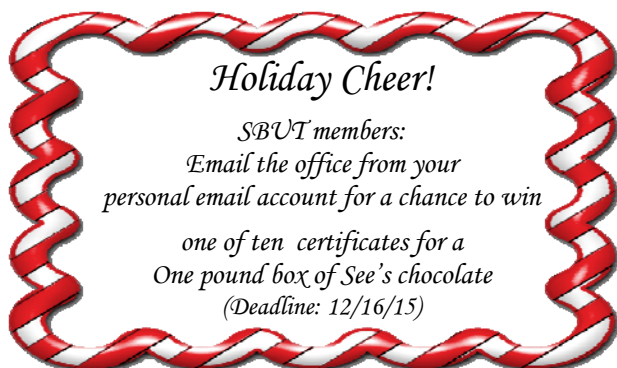 Holiday Cheer!
SBUT members:
Email the office from your
personal email account for a chance to win
one of ten certificates for a
One pound box of See's chocolate
(Deadline: 12/16/15)